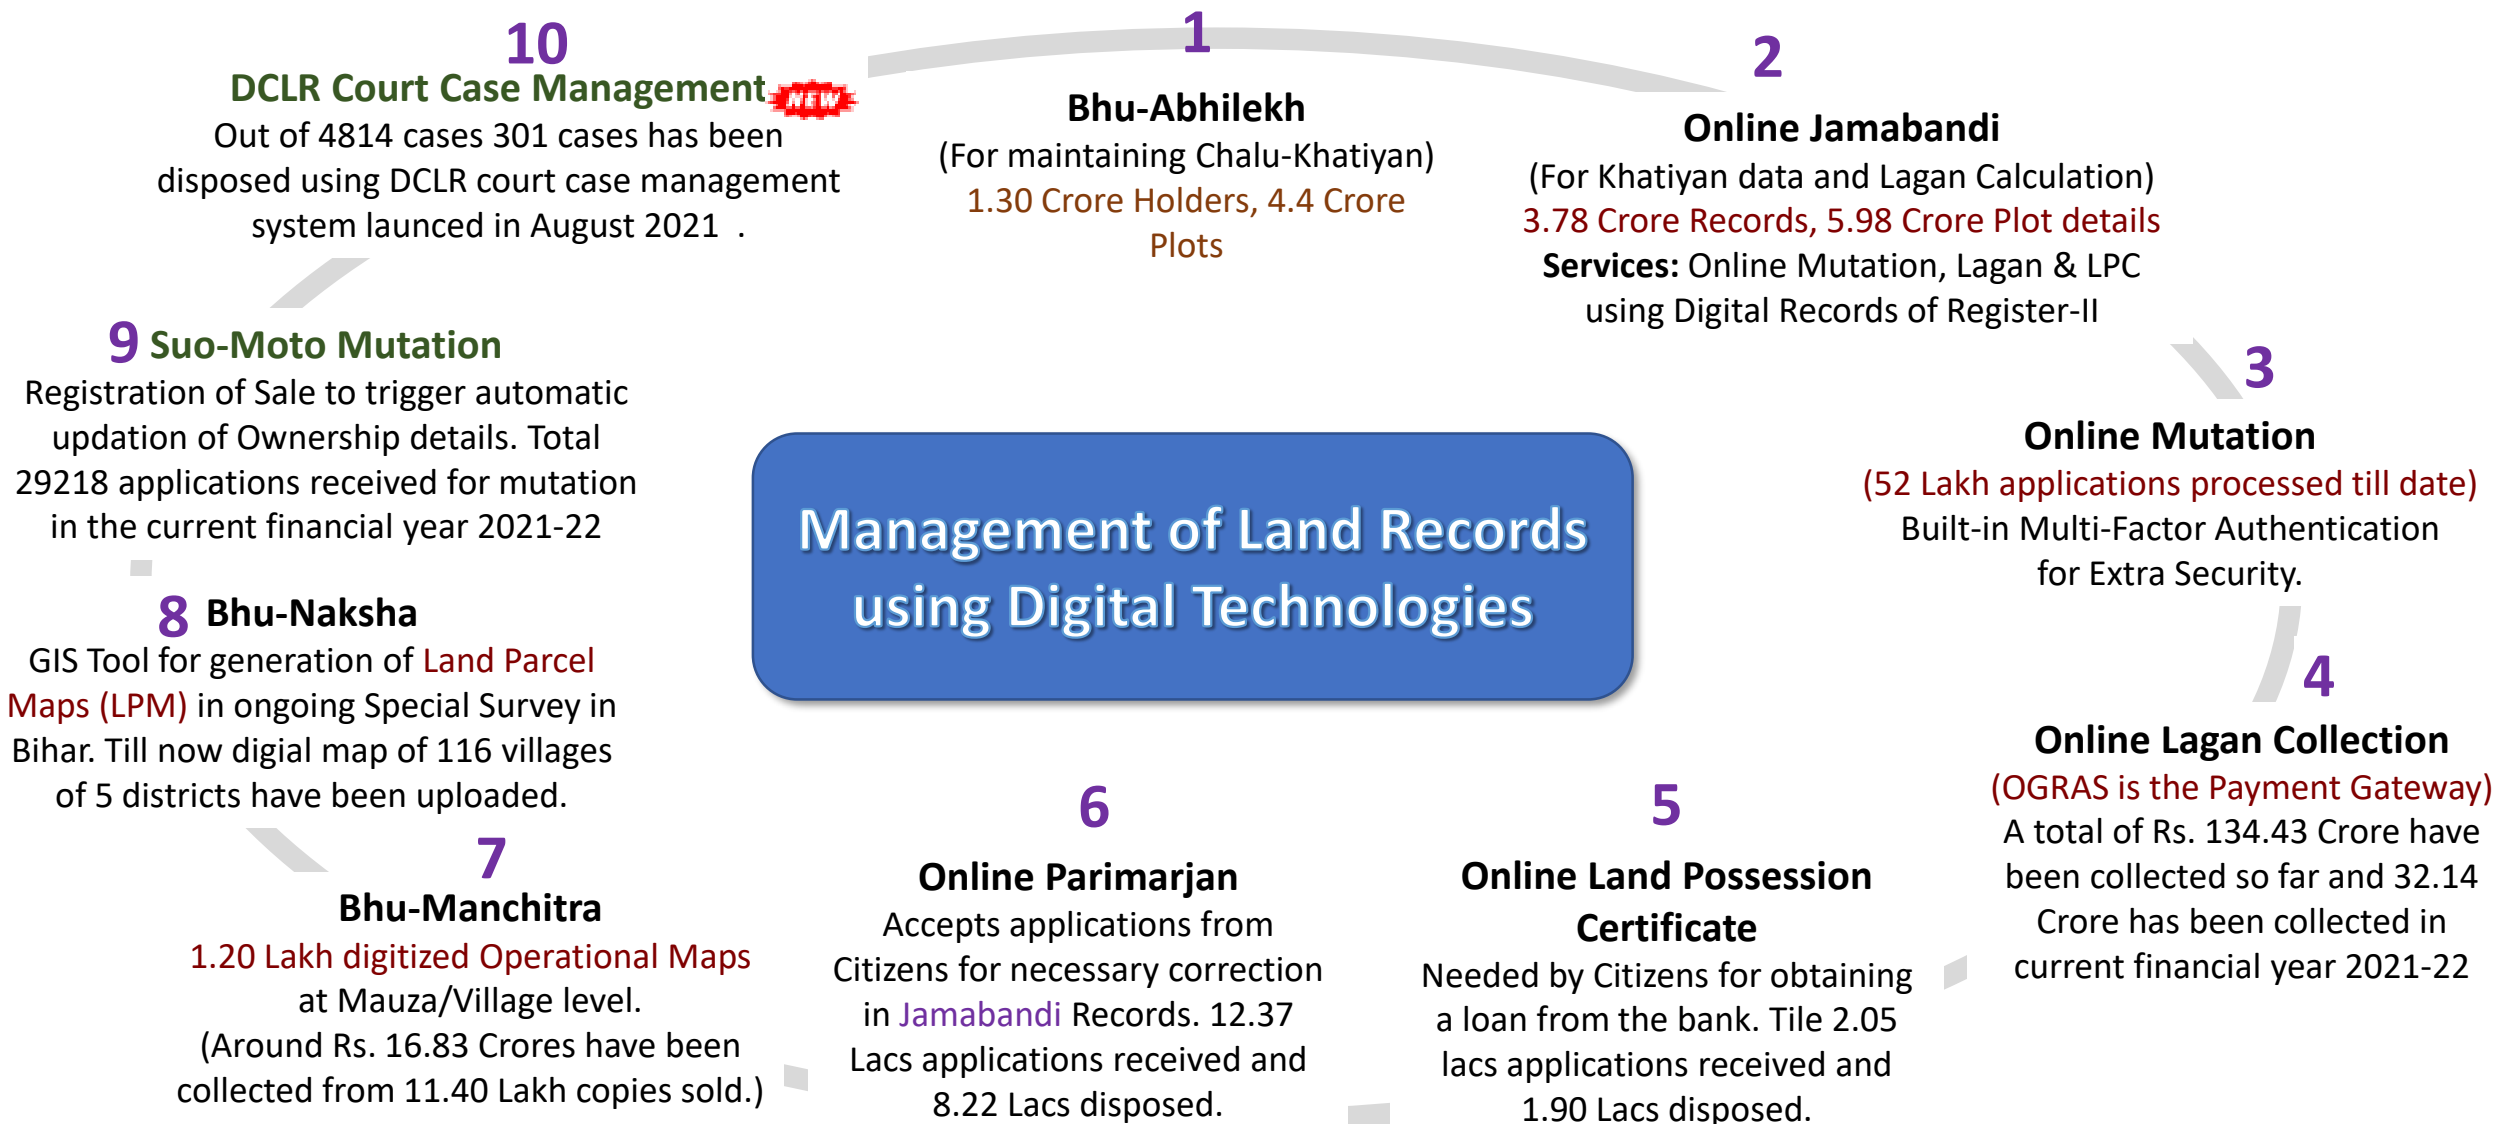 1
Bhu-Abhilekh
(For maintaining Chalu-Khatiyan)
1.30 Crore Holders, 4.4 Crore
Plots
2
Online Jamabandi
(For Khatiyan data and Lagan Calculation)
3.78 Crore Records, 5.98 Crore Plot details
Services: Online Mutation, Lagan & LPC
using Digital Records of Register-II
3
Online Mutation
(52 Lakh applications processed till date)
Built-in Multi-Factor Authentication
for Extra Security.
4
Online Lagan Collection
(OGRAS is the Payment Gateway)
A total of Rs. 134.43 Crore have
been collected so far and 32.14
Crore has been collected in
current financial year 2021-22
5
Online Land Possession
Certificate
Needed by Citizens for obtaining
a loan from the bank. Tile 2.05
lacs applications received and
1.90 Lacs disposed.
6
Online Parimarjan
Accepts applications from
Citizens for necessary correction
in Jamabandi Records. 12.37
Lacs applications received and
8.22 Lacs disposed.
7
Bhu-Manchitra
1.20 Lakh digitized Operational Maps
at Mauza/Village level.
(Around Rs. 16.83 Crores have been
collected from 11.40 Lakh copies sold.)
8 Bhu-Naksha
GIS Tool for generation of Land Parcel
Maps (LPM) in ongoing Special Survey in
Bihar. Till now digial map of 116 villages
of 5 districts have been uploaded.
9 Suo-Moto Mutation
Registration of Sale to trigger automatic
updation of Ownership details. Total
29218 applications received for mutation
in the current financial year 2021-22
10
DCLR Court Case Management NEW
Out of 4814 cases 301 cases has been
disposed using DCLR court case management
system launced in August 2021 .
Management of Land Records
using Digital Technologies